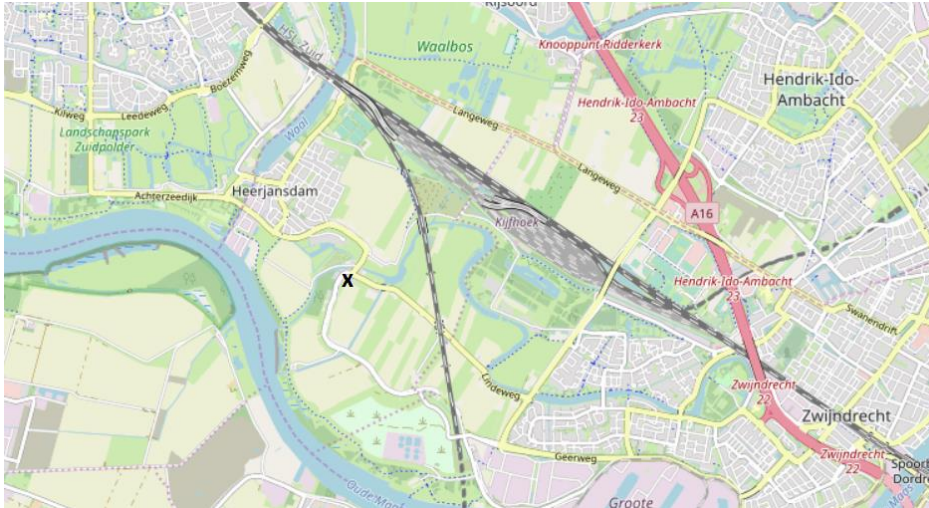 Rijsoord
HSL-Zuid
Waalbos
Knooppunt Ridderkerk
Hendrik-Ido-
Ambacht
Boezemweg
Kilweg
Leedeweg
Langeweg
Hendrik-Ido-Ambacht
23
Landschapspark
Zuidpolder
Waal
Langeweg
Achterzeedijk
Heerjansdam
Kijfhoek
A16
X
Hendrik-Ido-Ambacht
23
Swanendrift
Lindeweg
Zwijndrecht
22
Zwijndrecht
Geerweg
Zwijndrecht
22
Oude Maas
Groote
Maas